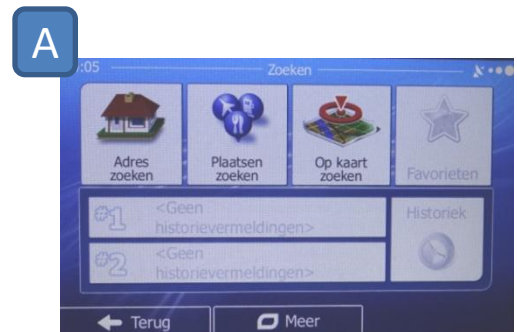 A
:05
Zoeken
Adres
zoeken
Plaatsen
zoeken
Op kaart
zoeken
Favorieten
#1
<Geen
historievermeldingen>
Historiek
#2
<Geen
historievermeldingen>
Terug
Meer